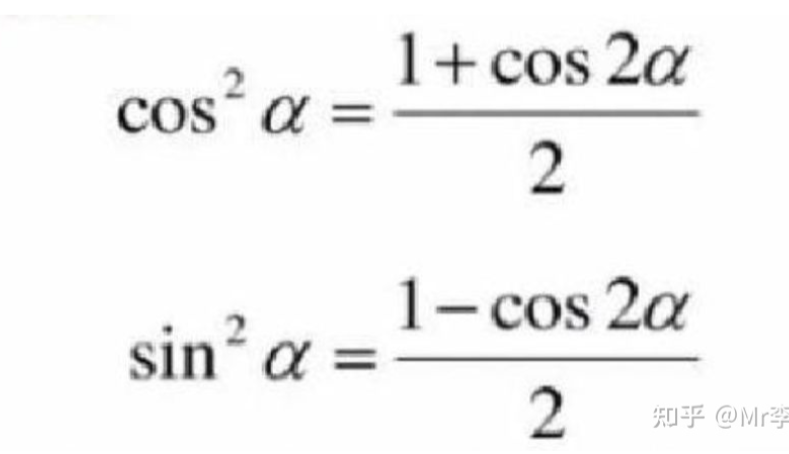 cos² α = (1 + cos 2α) / 2
sin² α = (1 − cos 2α) / 2
知乎 @Mr李